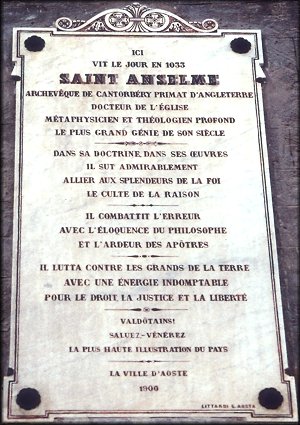 ICI
VIT LE JOUR EN 1033
SAINT ANSELME
ARCHEVÊQUE DE CANTORBÉRY PRIMAT D'ANGLETERRE
DOCTEUR DE L'ÉGLISE
MÉTAPHYSICIEN ET THÉOLOGIEN PROFOND
LE PLUS GRAND GÉNIE DE SON SIÈCLE
DANS SA DOCTRINE, DANS SES ŒUVRES
IL SUT ADMIRABLEMENT
ALLIER AUX SPLENDEURS DE LA FOI
LE CULTE DE LA RAISON
IL COMBATTIT L'ERREUR
AVEC L'ÉLOQUENCE DU PHILOSOPHE
ET L'ARDEUR DES APÔTRES
IL LUTTA CONTRE LES GRANDS DE LA TERRE
AVEC UNE ÉNERGIE INDOMPTABLE
POUR LE DROIT, LA JUSTICE ET LA LIBERTÉ
VALDÔTAINS!
SALUEZ-VÉNÉREZ
LA PLUS HAUTE ILLUSTRATION DU PAYS
LA VILLE D'AOSTE
1906
LITTARDI L. AOSTA